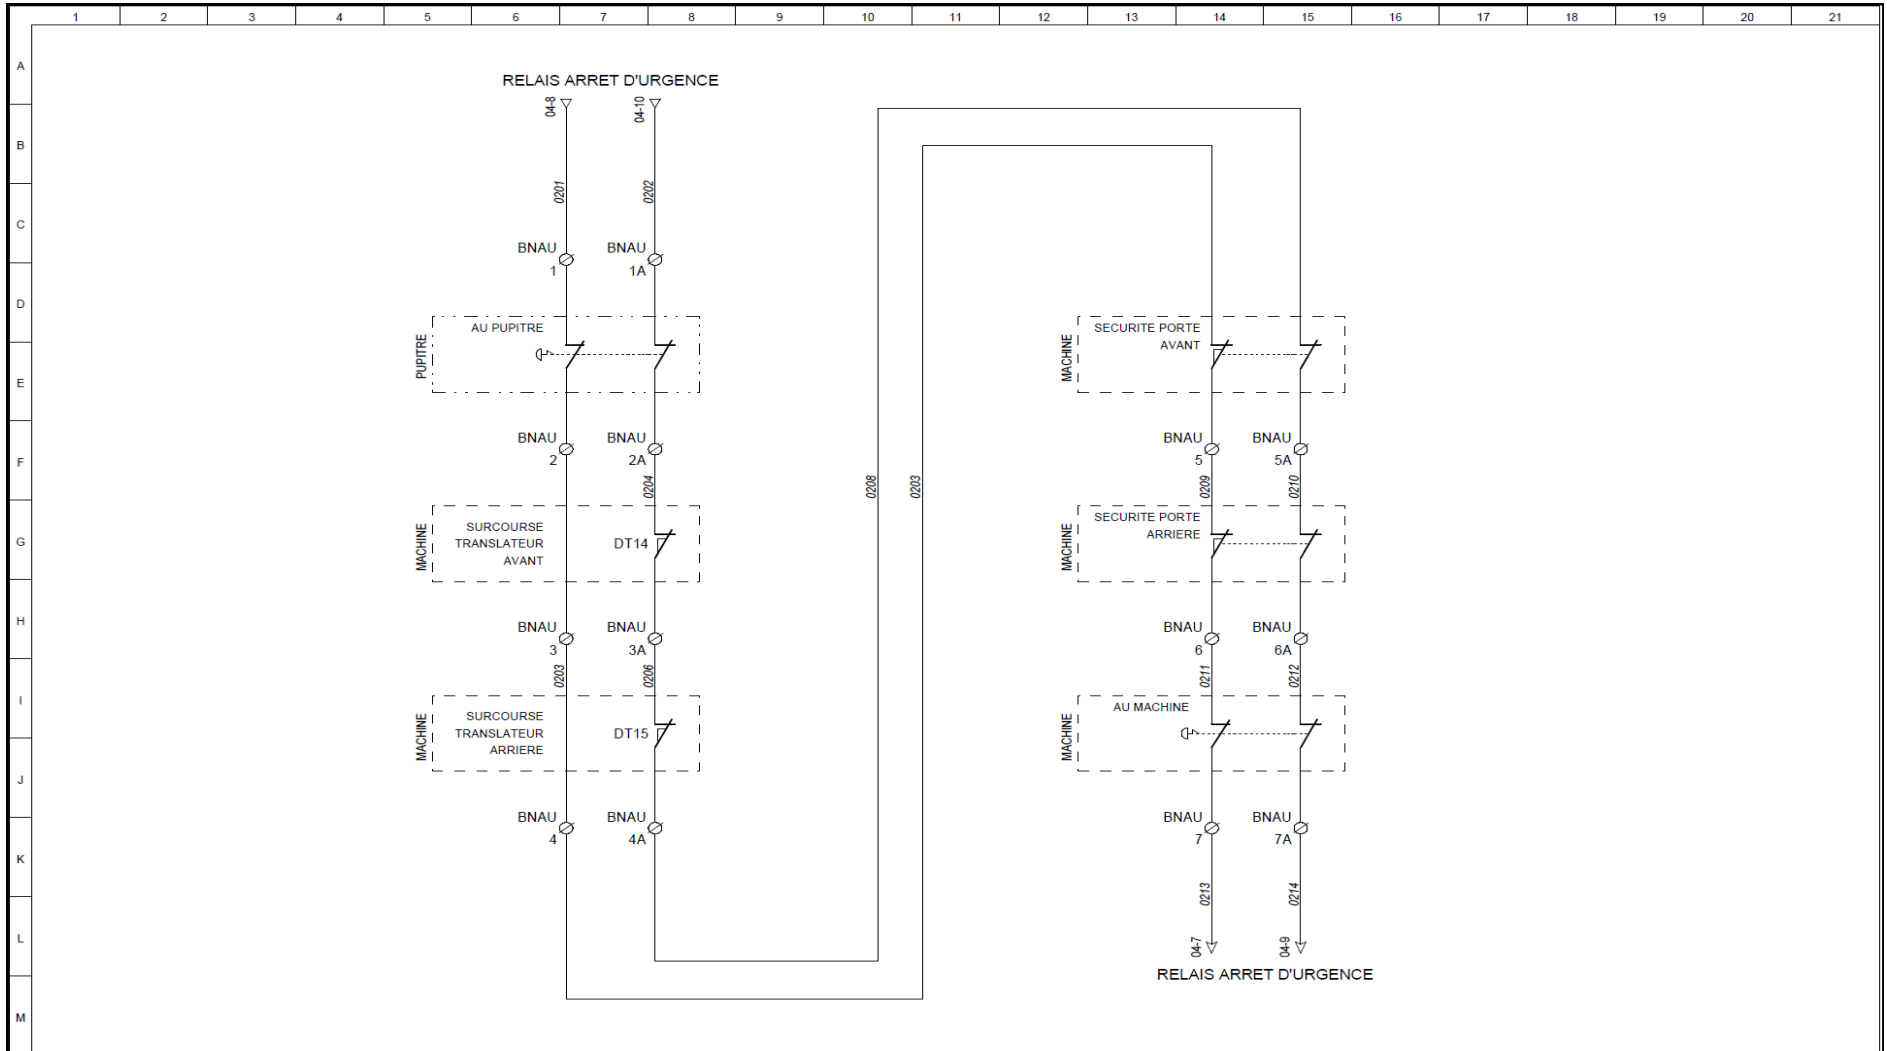 1 2 3 4 5 6 7 8 9 10 11 12 13 14 15 16 17 18 19 20 21
A
B
C
D
E
F
G
H
I
J
K
L
M
RELAIS ARRET D'URGENCE
04-8
04-10
0201
0202
BNAU
1
BNAU
1A
PUPITRE
AU PUPITRE
BNAU
2
BNAU
2A
0204
MACHINE
SURCOURSE
TRANSLATEUR
AVANT
DT14
BNAU
3
BNAU
3A
0203
0206
MACHINE
SURCOURSE
TRANSLATEUR
ARRIERE
DT15
BNAU
4
BNAU
4A
0208
0203
MACHINE
SECURITE PORTE
AVANT
BNAU
5
BNAU
5A
0209
0210
MACHINE
SECURITE PORTE
ARRIERE
BNAU
6
BNAU
6A
0211
0212
MACHINE
AU MACHINE
BNAU
7
BNAU
7A
0213
0214
04-7
04-9
RELAIS ARRET D'URGENCE